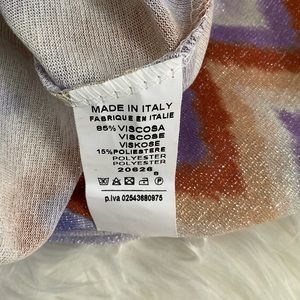 MADE IN ITALY
FABRIQUE EN ITALIE
85% VISCOSA
VISCOSE
VISKOSE
15% POLIESTERE
POLYESTER
POLYESTER
20626
p.iva 02543680975